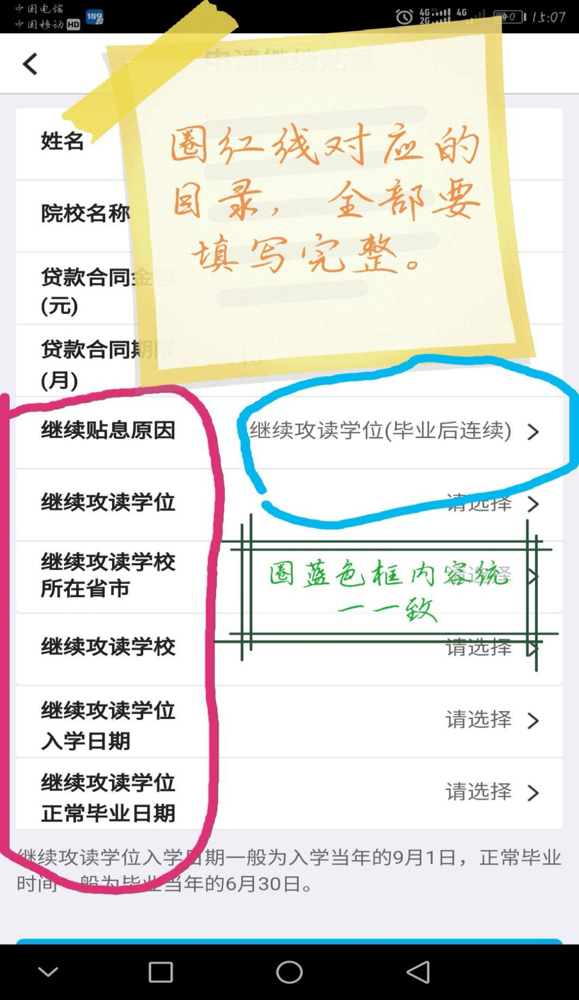 中国电信
中国移动 HD
189
4G 4G
2G
40
15:07
申请继续贴息
圈红线对应的
目录，全部要
填写完整。
姓名
院校名称
贷款合同金额
(元)
贷款合同期限
(月)
继续贴息原因
继续攻读学位(毕业后连续)
继续攻读学位
请选择
继续攻读学校
所在省市
请选择
圈蓝色框内容统
一一致
继续攻读学校
请选择
继续攻读学位
入学日期
请选择
继续攻读学位
正常毕业日期
请选择
继续攻读学位入学日期一般为入学当年的9月1日，正常毕业
时间一般为毕业当年的6月30日。